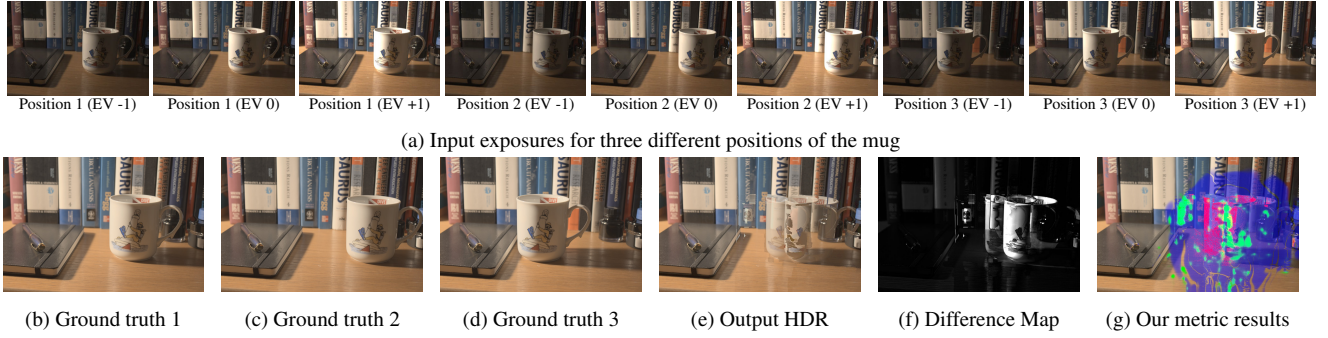 Position 1 (EV -1) Position 1 (EV 0) Position 1 (EV +1) Position 2 (EV -1) Position 2 (EV 0) Position 2 (EV +1) Position 3 (EV -1) Position 3 (EV 0) Position 3 (EV +1)
(a) Input exposures for three different positions of the mug
(b) Ground truth 1 (c) Ground truth 2 (d) Ground truth 3 (e) Output HDR (f) Difference Map (g) Our metric results